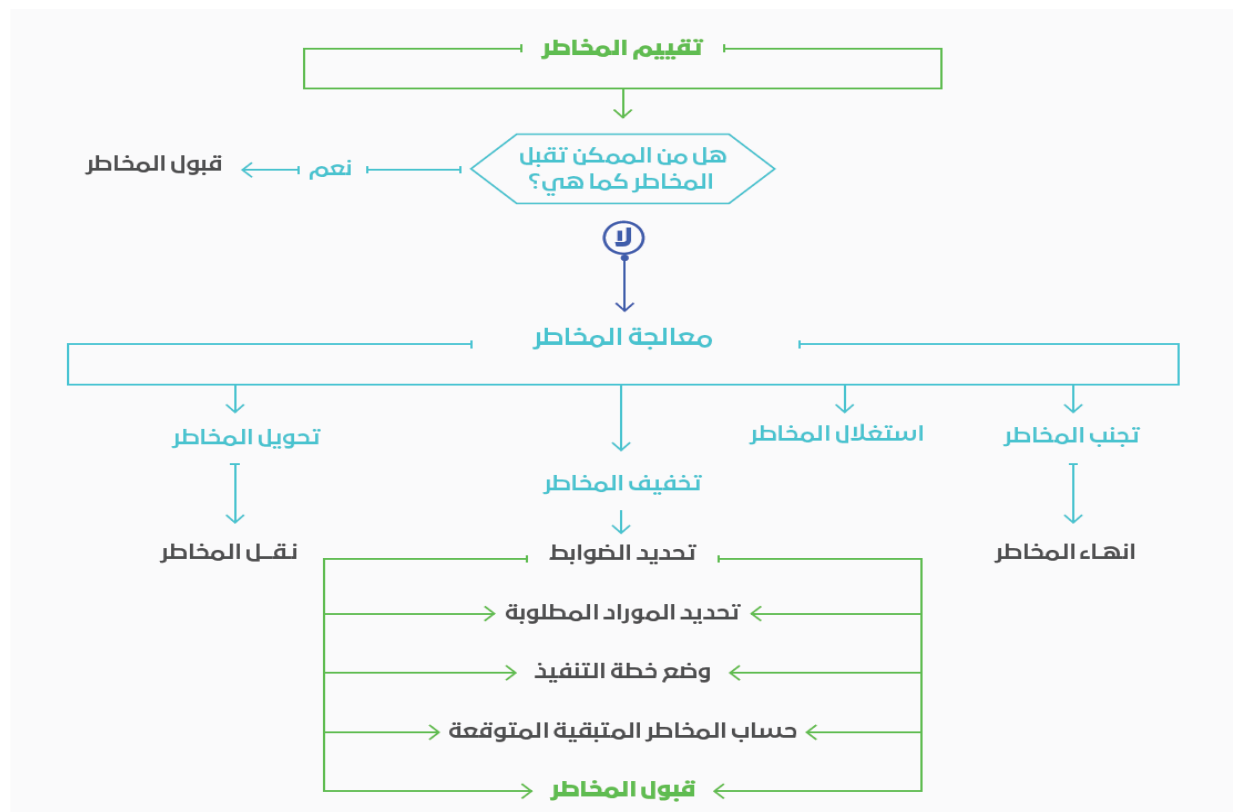 تقييم المخاطر
هل من الممكن تقبل
المخاطر كما هي؟
نعم
قبول المخاطر
لا
معالجة المخاطر
تجنب المخاطر
استغلال المخاطر
تخفيف المخاطر
تحويل المخاطر
انهاء المخاطر
تحديد الضوابط
نقل المخاطر
تحديد الموراد المطلوبة
وضع خطة التنفيذ
حساب المخاطر المتبقية المتوقعة
قبول المخاطر